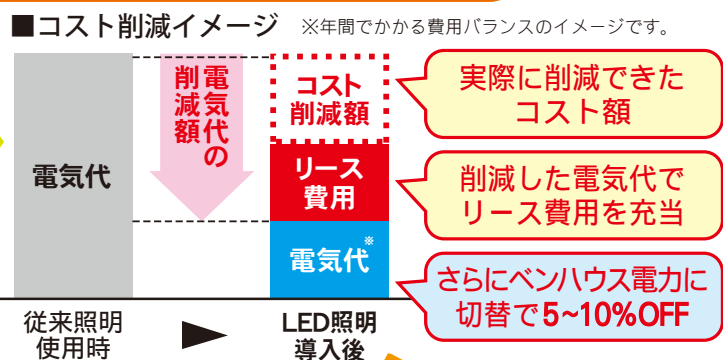 ■コスト削減イメージ ※年間でかかる費用バランスのイメージです。
電気代
電気代の
削減額
コスト
削減額
実際に削減できた
コスト額
リース
費用
削減した電気代で
リース費用を充当
電気代※
さらにベンハウス電力に
切替で5~10%OFF
従来照明
使用時
LED照明
導入後